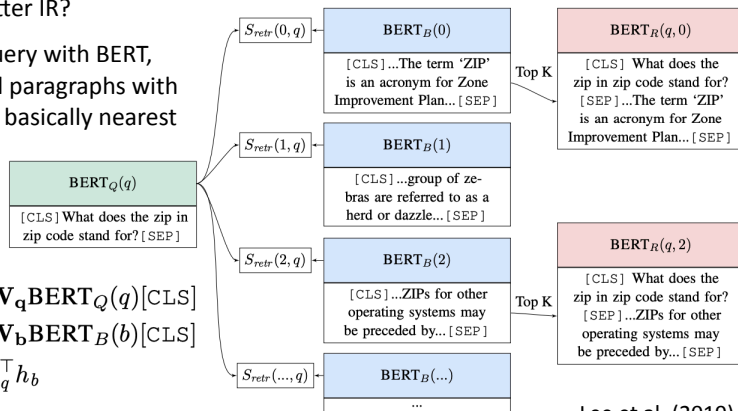 tter IR?
uery with BERT,
d paragraphs with
basically nearest
BERT_Q(q)
[CLS] What does the zip in
zip code stand for? [SEP]
V_q BERT_Q(q)[CLS]
V_b BERT_B(b)[CLS]
⊤_q h_b
S_retr(0, q)
S_retr(1, q)
S_retr(2, q)
S_retr(..., q)
BERT_B(0)
[CLS]...The term ‘ZIP’
is an acronym for Zone
Improvement Plan...[SEP]
BERT_B(1)
[CLS]...group of ze-
bras are referred to as a
herd or dazzle...[SEP]
BERT_B(2)
[CLS]...ZIPs for other
operating systems may
be preceded by...[SEP]
BERT_B(...)
...
Top K
Top K
BERT_R(q, 0)
[CLS] What does the
zip in zip code stand for?
[SEP]...The term ‘ZIP’
is an acronym for Zone
Improvement Plan...[SEP]
BERT_R(q, 2)
[CLS] What does the
zip in zip code stand for?
[SEP]...ZIPs for other
operating systems may
be preceded by...[SEP]
Lee et al. (2019)